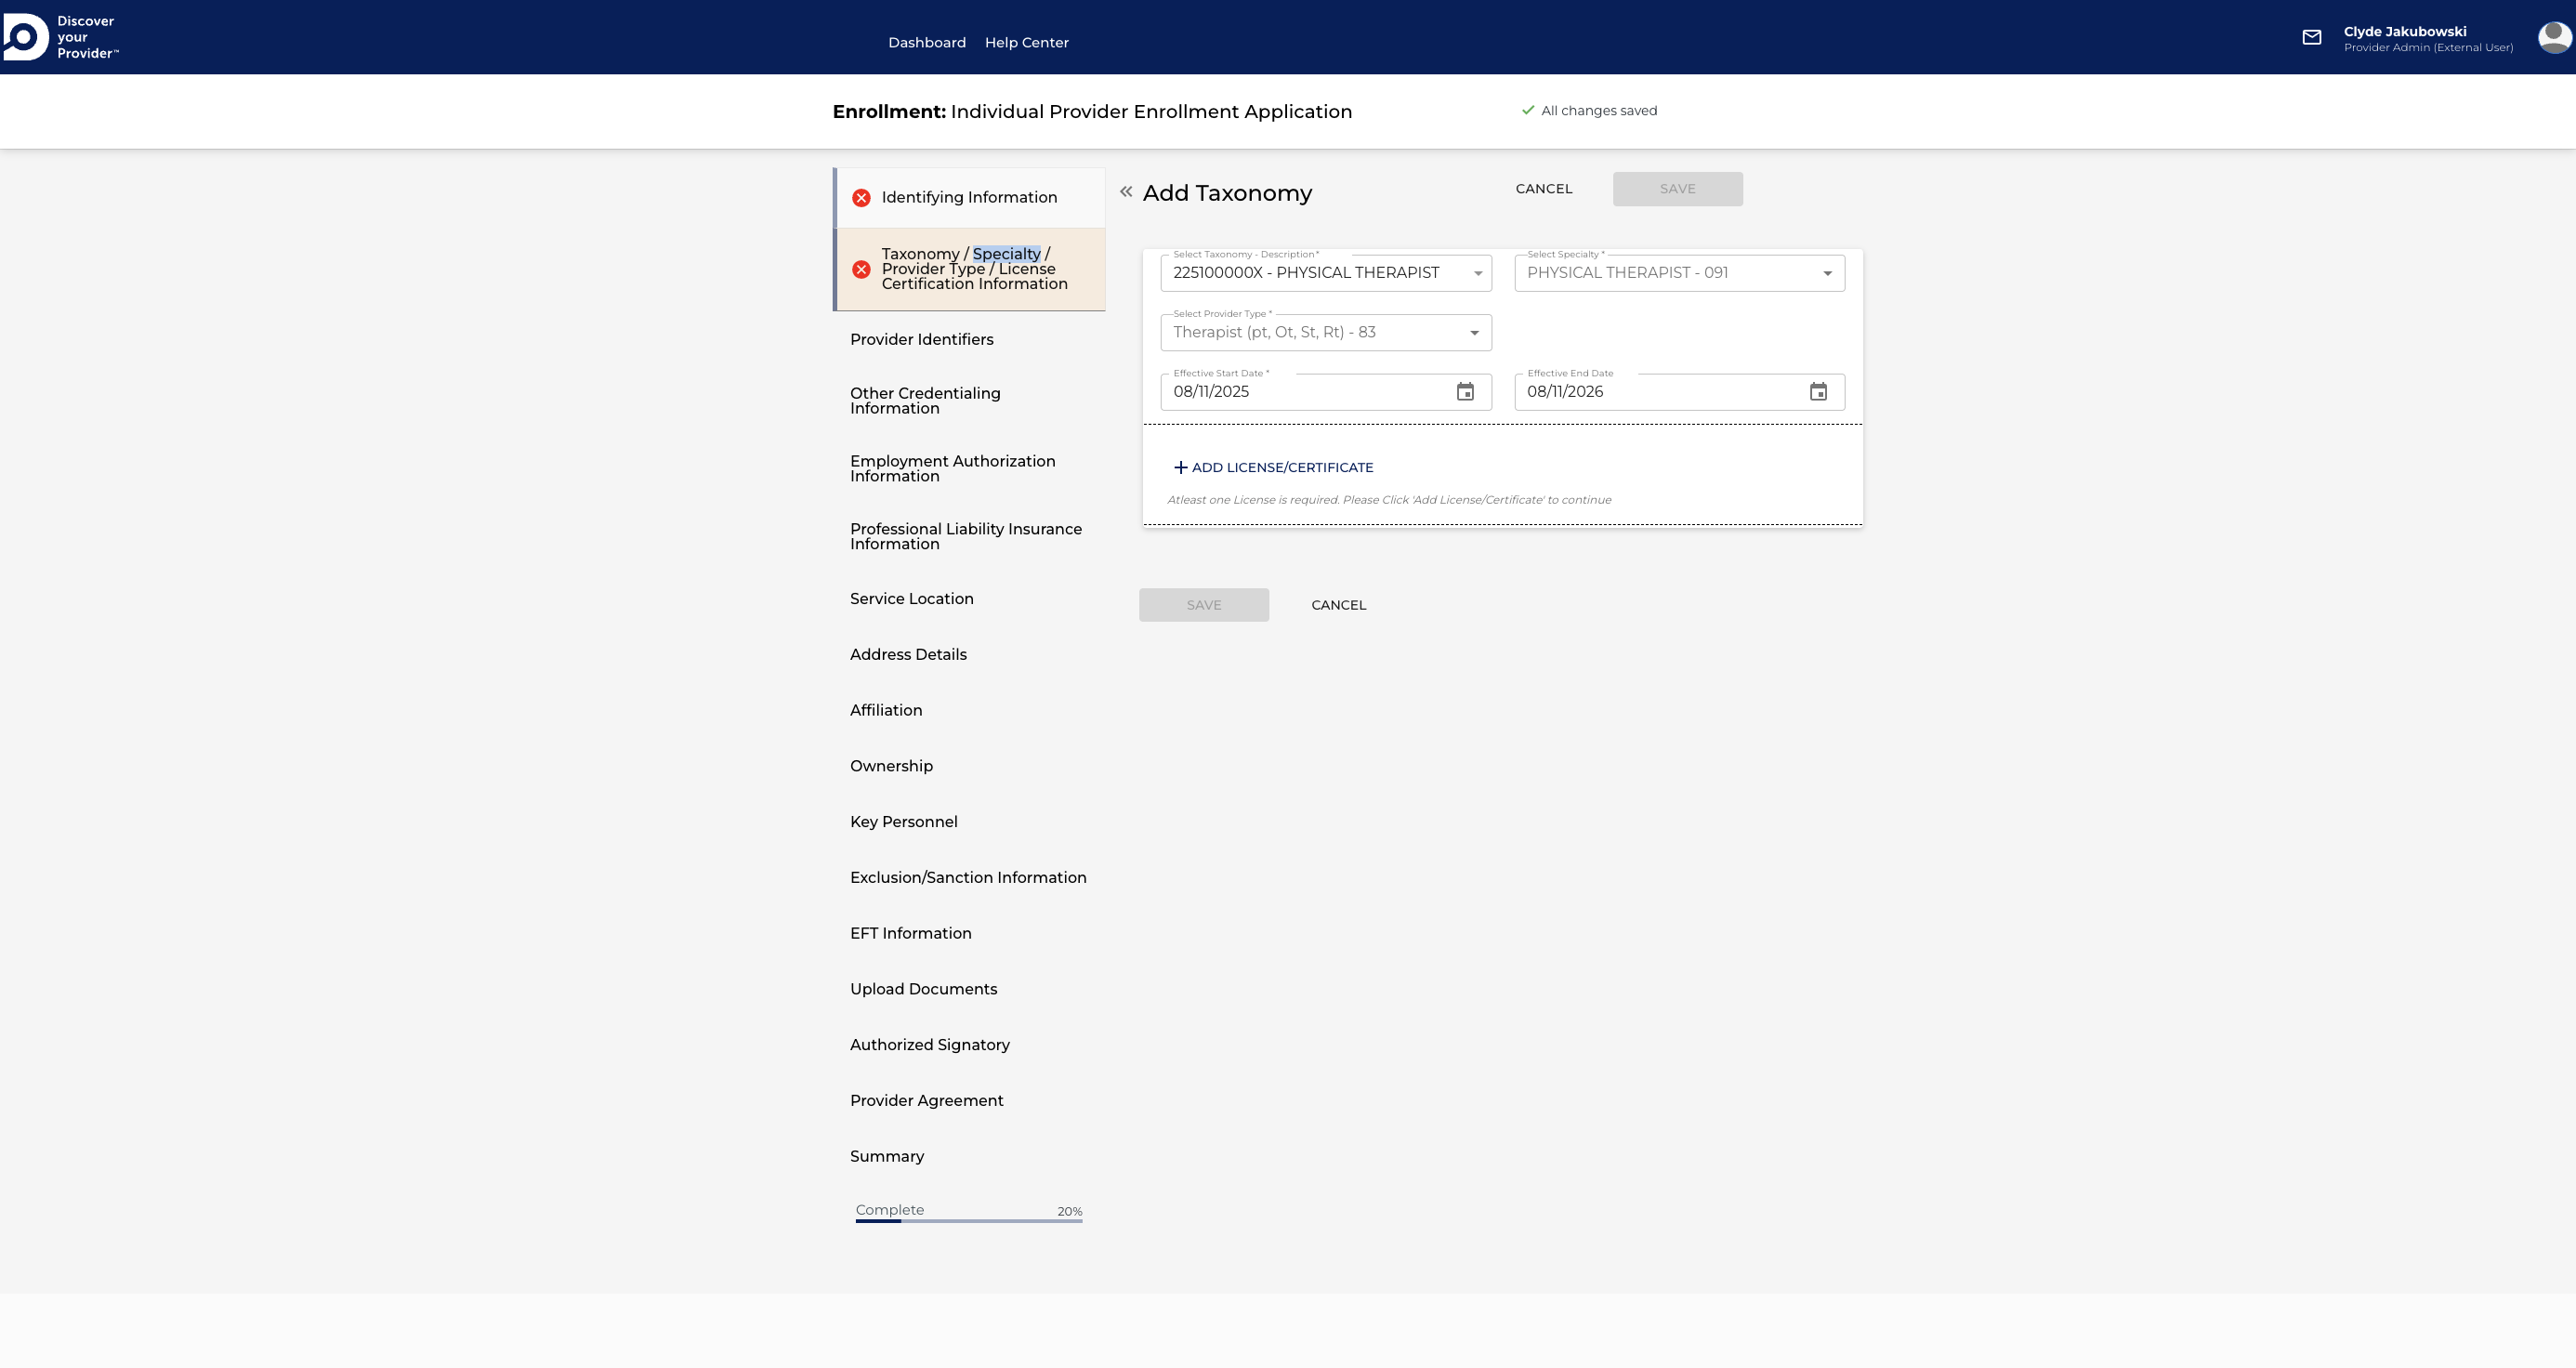 Discover
your
Provider™
Dashboard Help Center
Clyde Jakubowski
Provider Admin (External User)
Enrollment: Individual Provider Enrollment Application
All changes saved
Identifying Information
Taxonomy / Specialty /
Provider Type / License
Certification Information
Provider Identifiers
Other Credentialing
Information
Employment Authorization
Information
Professional Liability Insurance
Information
Service Location
Address Details
Affiliation
Ownership
Key Personnel
Exclusion/Sanction Information
EFT Information
Upload Documents
Authorized Signatory
Provider Agreement
Summary
Complete 20%
Add Taxonomy
CANCEL SAVE
Select Taxonomy - Description *
225100000X - PHYSICAL THERAPIST
Select Specialty *
PHYSICAL THERAPIST - 091
Select Provider Type *
Therapist (pt, Ot, St, Rt) - 83
Effective Start Date *
08/11/2025
Effective End Date
08/11/2026
ADD LICENSE/CERTIFICATE
Atleast one License is required. Please Click 'Add License/Certificate' to continue
SAVE CANCEL